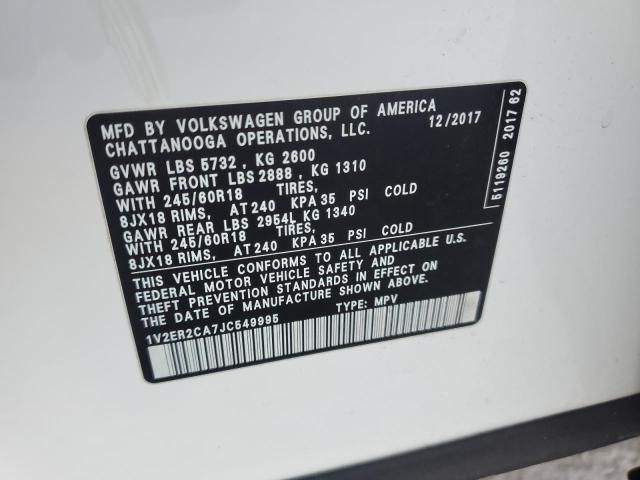 MFD BY VOLKSWAGEN GROUP OF AMERICA
CHATTANOOGA OPERATIONS, LLC. 12/2017
GVWR LBS 5732 , KG 2600
GAWR FRONT LBS 2888 , KG 1310
WITH 245/60R18 TIRES,
8JX18 RIMS, AT 240 KPA 35 PSI COLD
GAWR REAR LBS 2954L KG 1340
WITH 245/60R18 TIRES,
8JX18 RIMS, AT 240 KPA 35 PSI COLD
THIS VEHICLE CONFORMS TO ALL APPLICABLE U.S.
FEDERAL MOTOR VEHICLE SAFETY AND
THEFT PREVENTION STANDARDS IN EFFECT ON
THE DATE OF MANUFACTURE SHOWN ABOVE
1V2ER2CA7JC549995 TYPE: MPV
5119260 2017 62